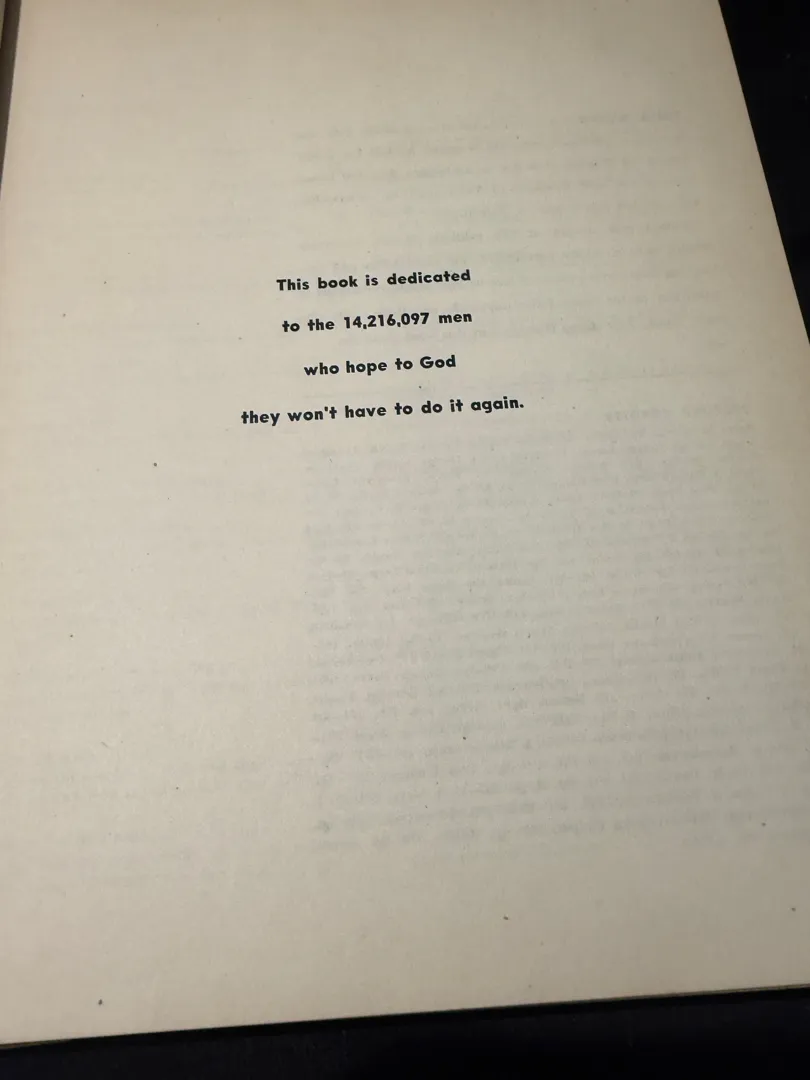 This book is dedicated
to the 14,216,097 men
who hope to God
they won't have to do it again.